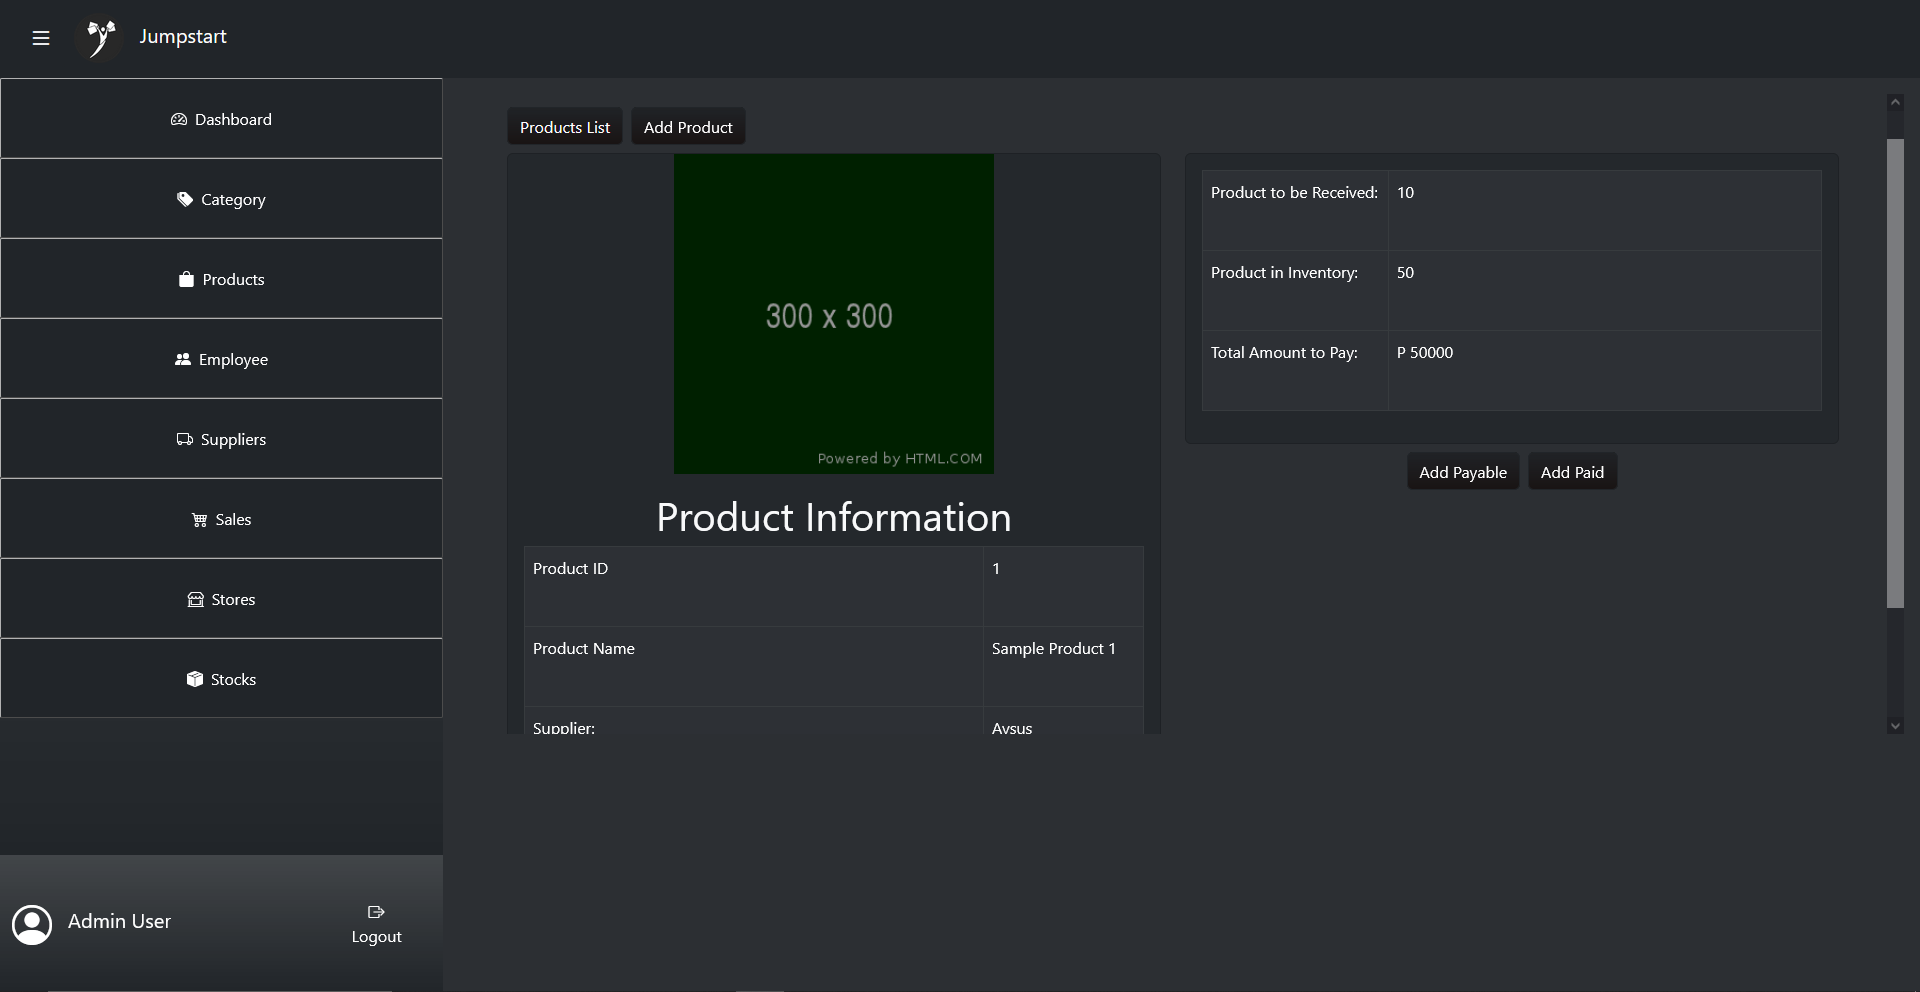 Jumpstart
Dashboard
Category
Products
Employee
Suppliers
Sales
Stores
Stocks
Admin User
Logout
Products List
Add Product
300 x 300
Powered by HTML.COM
Product Information
Product ID 1
Product Name Sample Product 1
Supplier: Avsus
Product to be Received: 10
Product in Inventory: 50
Total Amount to Pay: P 50000
Add Payable
Add Paid